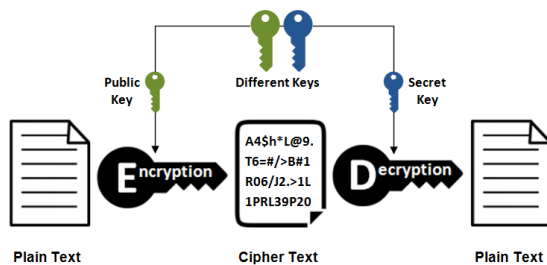 Public
Key
Different Keys
Secret
Key
Encryption
A4$h*L@9.
T6=#/>B#1
R06/J2.>1L
1PRL39P20
Decryption
Plain Text
Cipher Text
Plain Text